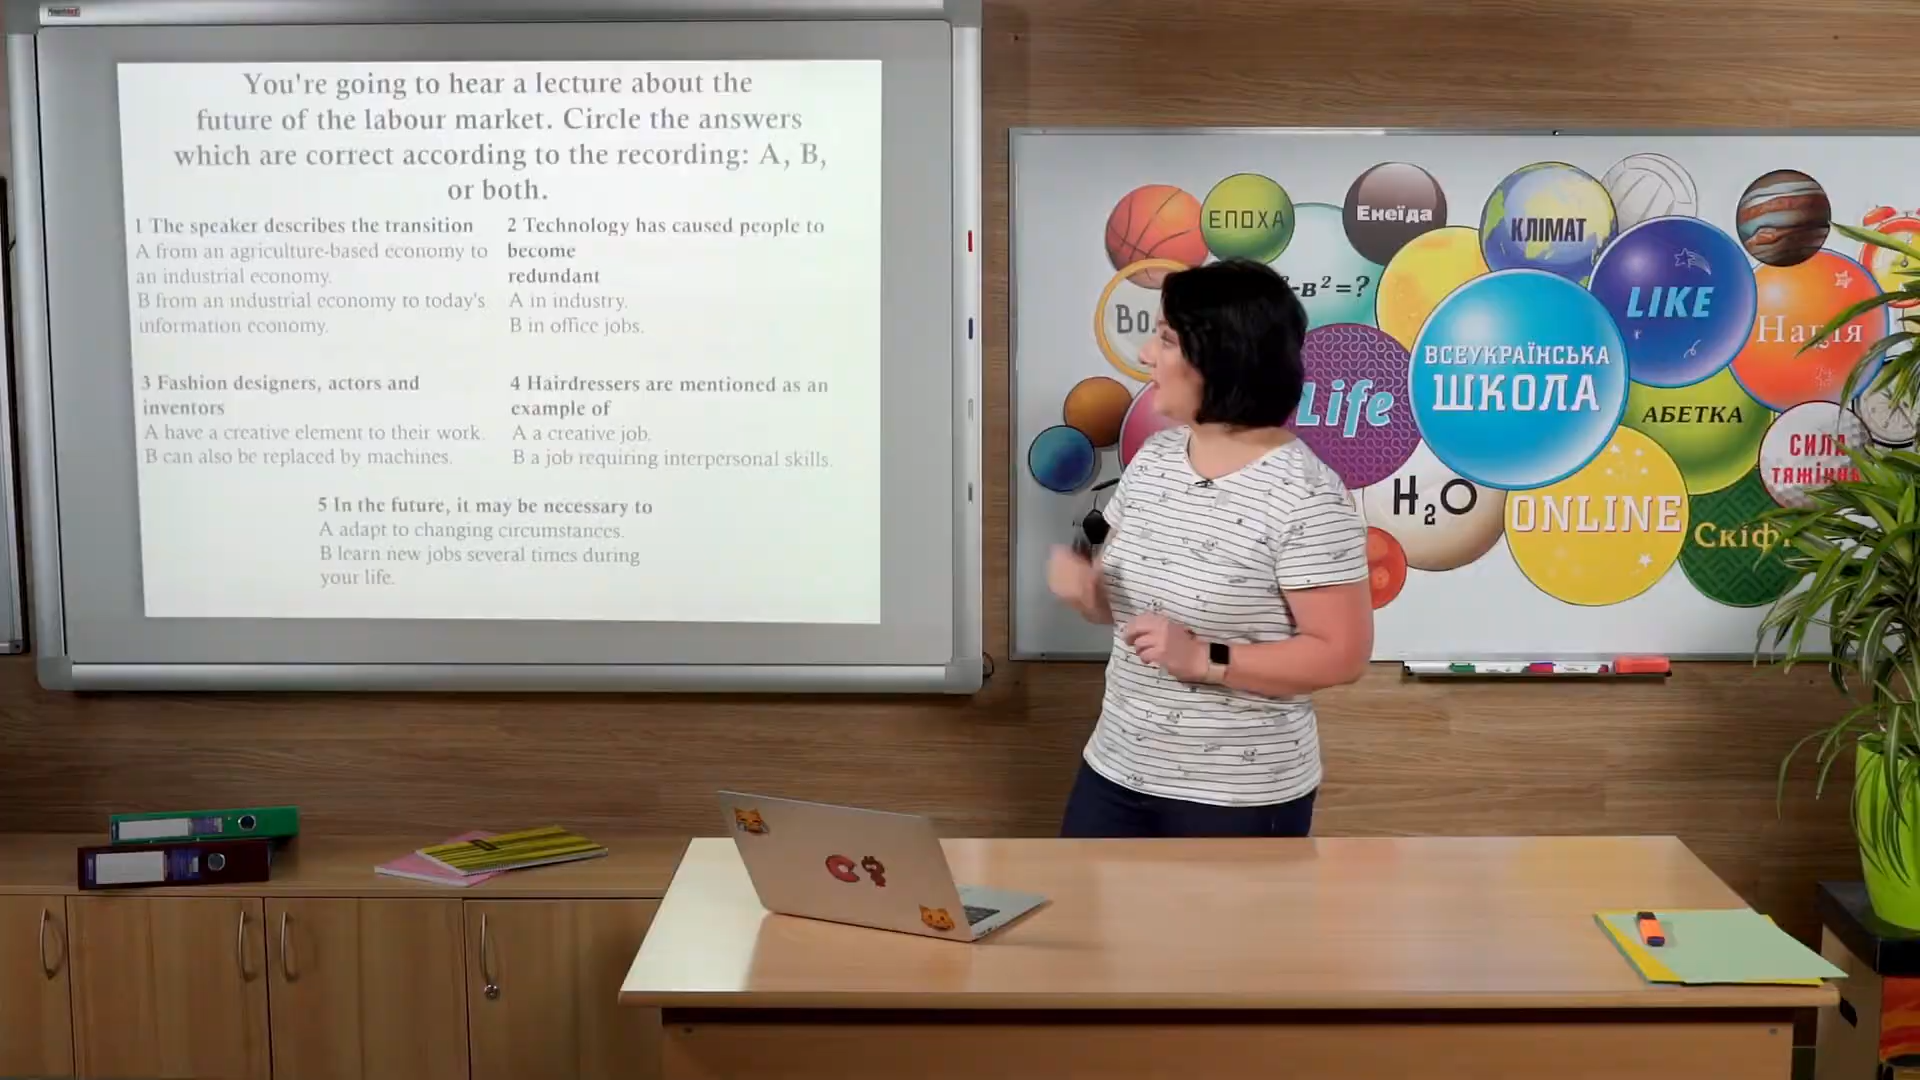 You're going to hear a lecture about the
future of the labour market. Circle the answers
which are correct according to the recording: A, B,
or both.
1 The speaker describes the transition
A from an agriculture-based economy to
an industrial economy.
B from an industrial economy to today's
information economy.
2 Technology has caused people to
become
redundant
A in industry.
B in office jobs.
3 Fashion designers, actors and
inventors
A have a creative element to their work.
B can also be replaced by machines.
4 Hairdressers are mentioned as an
example of
A a creative job.
B a job requiring interpersonal skills.
5 In the future, it may be necessary to
A adapt to changing circumstances.
B learn new jobs several times during
your life.
ЕПОХА
Енеїда
КЛІМАТ
-в²=?
LIKE
Нація
Life
ВСЕУКРАЇНСЬКА
ШКОЛА
АБЕТКА
СИЛА
ТЯЖІННЯ
H₂O
ONLINE